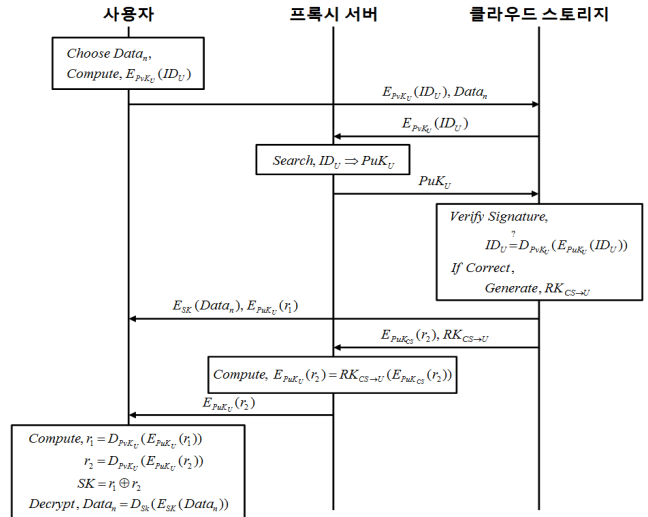 사용자 프록시 서버 클라우드 스토리지
Choose Data_n,
Compute, E_{PvK_U}(ID_U)
E_{PvK_U}(ID_U), Data_n
E_{PvK_U}(ID_U)
Search, ID_U ⇒ PuK_U
PuK_U
Verify Signature,
ID_U ≟ D_{PvK_U}(E_{PuK_U}(ID_U))
If Correct,
Generate, RK_{CS→U}
E_{SK}(Data_n), E_{PuK_U}(r_1)
E_{PuK_{CS}}(r_2), RK_{CS→U}
Compute, E_{PuK_U}(r_2) = RK_{CS→U}(E_{PuK_{CS}}(r_2))
E_{PuK_U}(r_2)
Compute, r_1 = D_{PvK_U}(E_{PuK_U}(r_1))
r_2 = D_{PvK_U}(E_{PuK_U}(r_2))
SK = r_1 ⊕ r_2
Decrypt, Data_n = D_{Sk}(E_{SK}(Data_n))